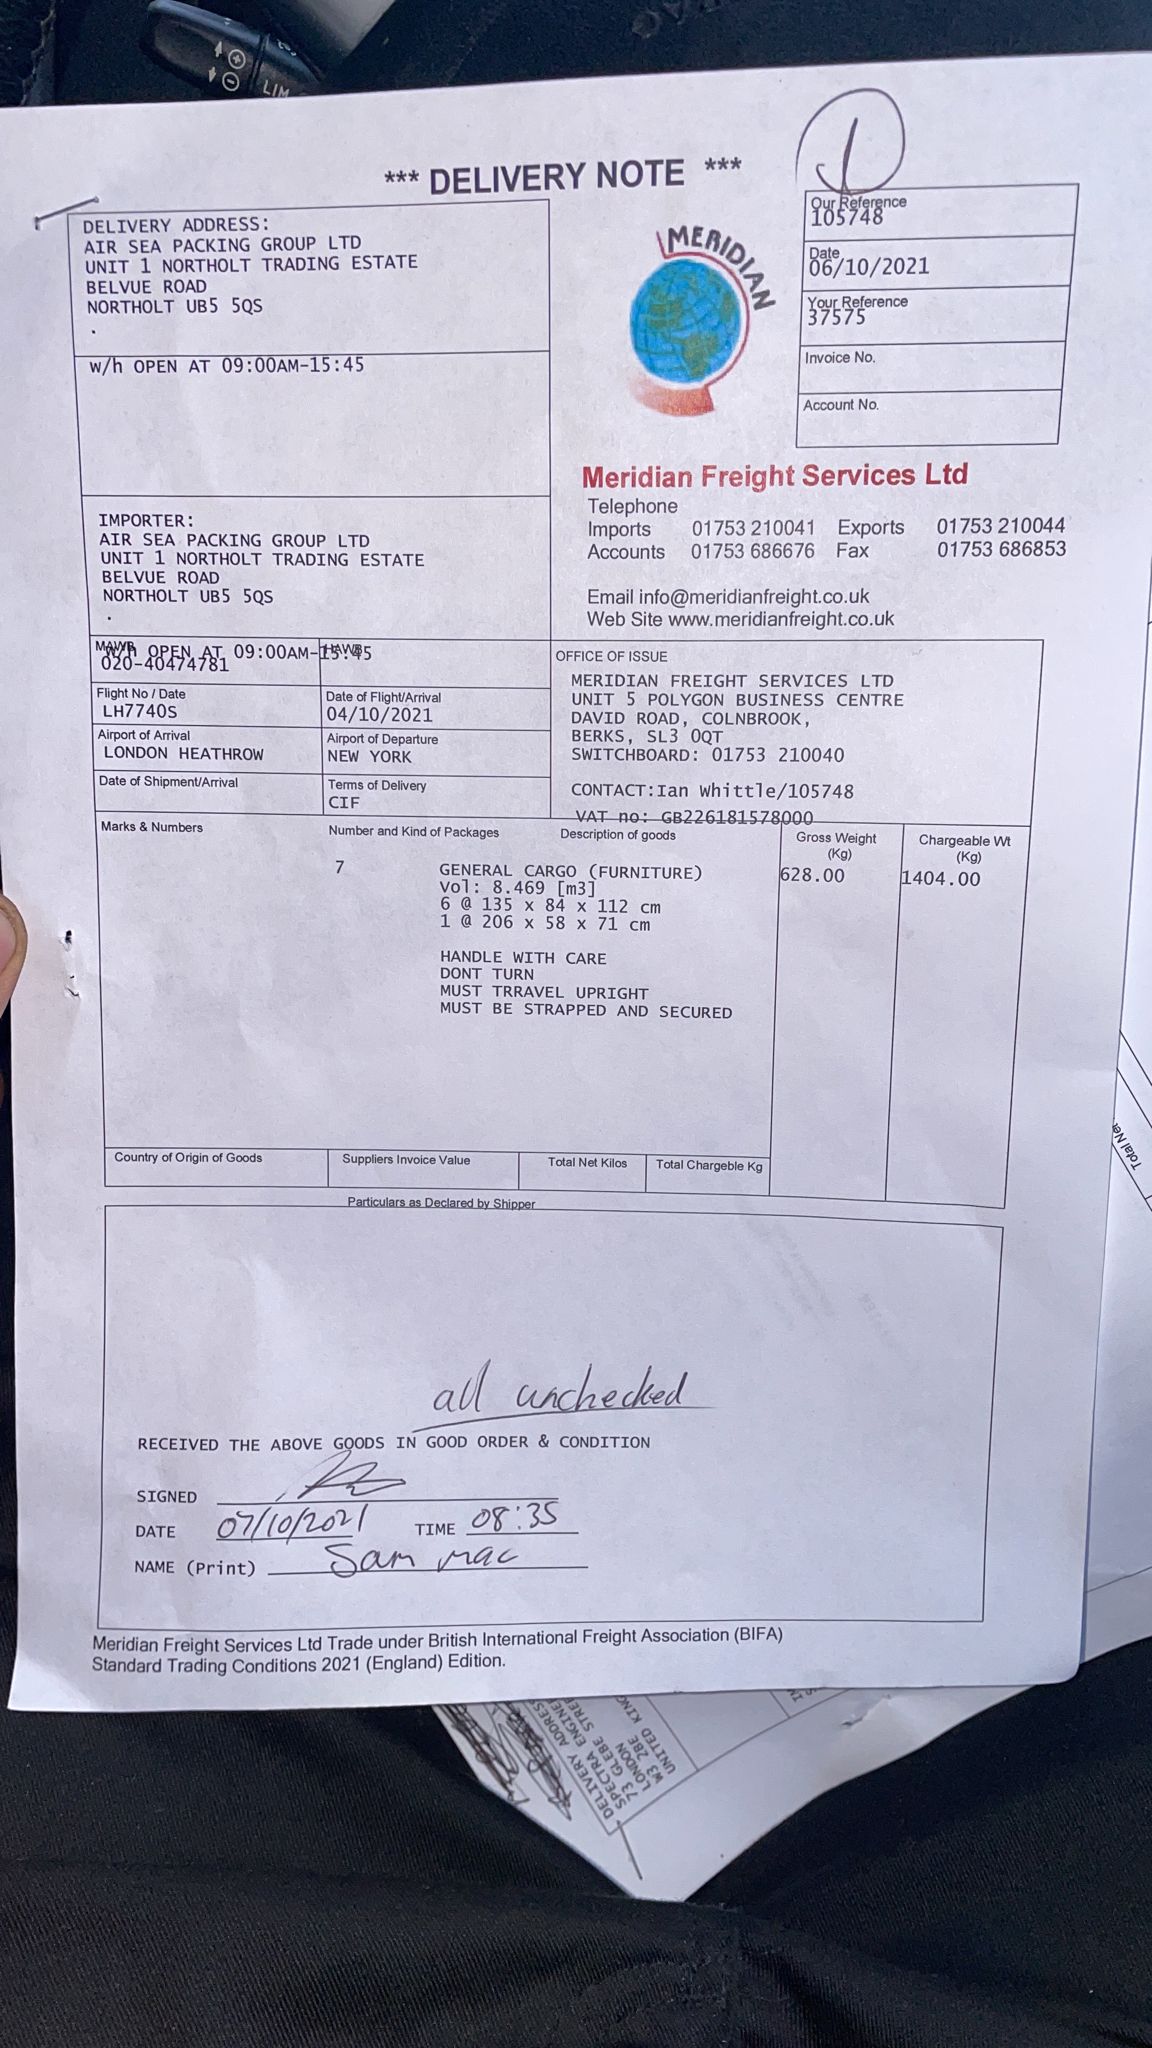 LIM
*** DELIVERY NOTE ***
DELIVERY ADDRESS:
AIR SEA PACKING GROUP LTD
UNIT 1 NORTHOLT TRADING ESTATE
BELVUE ROAD
NORTHOLT UB5 5QS
.
w/h OPEN AT 09:00AM-15:45
MERIDIAN
Our Reference
105748
Date
06/10/2021
Your Reference
37575
Invoice No.
Account No.
Meridian Freight Services Ltd
Telephone
Imports 01753 210041 Exports 01753 210044
Accounts 01753 686676 Fax 01753 686853
Email info@meridianfreight.co.uk
Web Site www.meridianfreight.co.uk
IMPORTER:
AIR SEA PACKING GROUP LTD
UNIT 1 NORTHOLT TRADING ESTATE
BELVUE ROAD
NORTHOLT UB5 5QS
.
w/h OPEN AT 09:00AM-15:45
MAWB HAWB
020-40474781
Flight No / Date
LH7740S
Date of Flight/Arrival
04/10/2021
Airport of Arrival
LONDON HEATHROW
Airport of Departure
NEW YORK
Date of Shipment/Arrival
Terms of Delivery
CIF
OFFICE OF ISSUE
MERIDIAN FREIGHT SERVICES LTD
UNIT 5 POLYGON BUSINESS CENTRE
DAVID ROAD, COLNBROOK,
BERKS, SL3 0QT
SWITCHBOARD: 01753 210040
CONTACT:Ian Whittle/105748
VAT no: GB226181578000
Marks & Numbers Number and Kind of Packages Description of goods Gross Weight (Kg) Chargeable Wt (Kg)
7 GENERAL CARGO (FURNITURE) 628.00 1404.00
Vol: 8.469 [m3]
6 @ 135 x 84 x 112 cm
1 @ 206 x 58 x 71 cm
HANDLE WITH CARE
DONT TURN
MUST TRRAVEL UPRIGHT
MUST BE STRAPPED AND SECURED
Country of Origin of Goods Suppliers Invoice Value Total Net Kilos Total Chargeble Kg
Particulars as Declared by Shipper
all unchecked
RECEIVED THE ABOVE GOODS IN GOOD ORDER & CONDITION
SIGNED
DATE 07/10/2021 TIME 08:35
NAME (Print) Sam Mac
Meridian Freight Services Ltd Trade under British International Freight Association (BIFA)
Standard Trading Conditions 2021 (England) Edition.
Total Net
DELIVERY ADDRESS
SPECTRA ENGINE
73 GLEBE STRE
LONDON
W3 2BE
UNITED KING